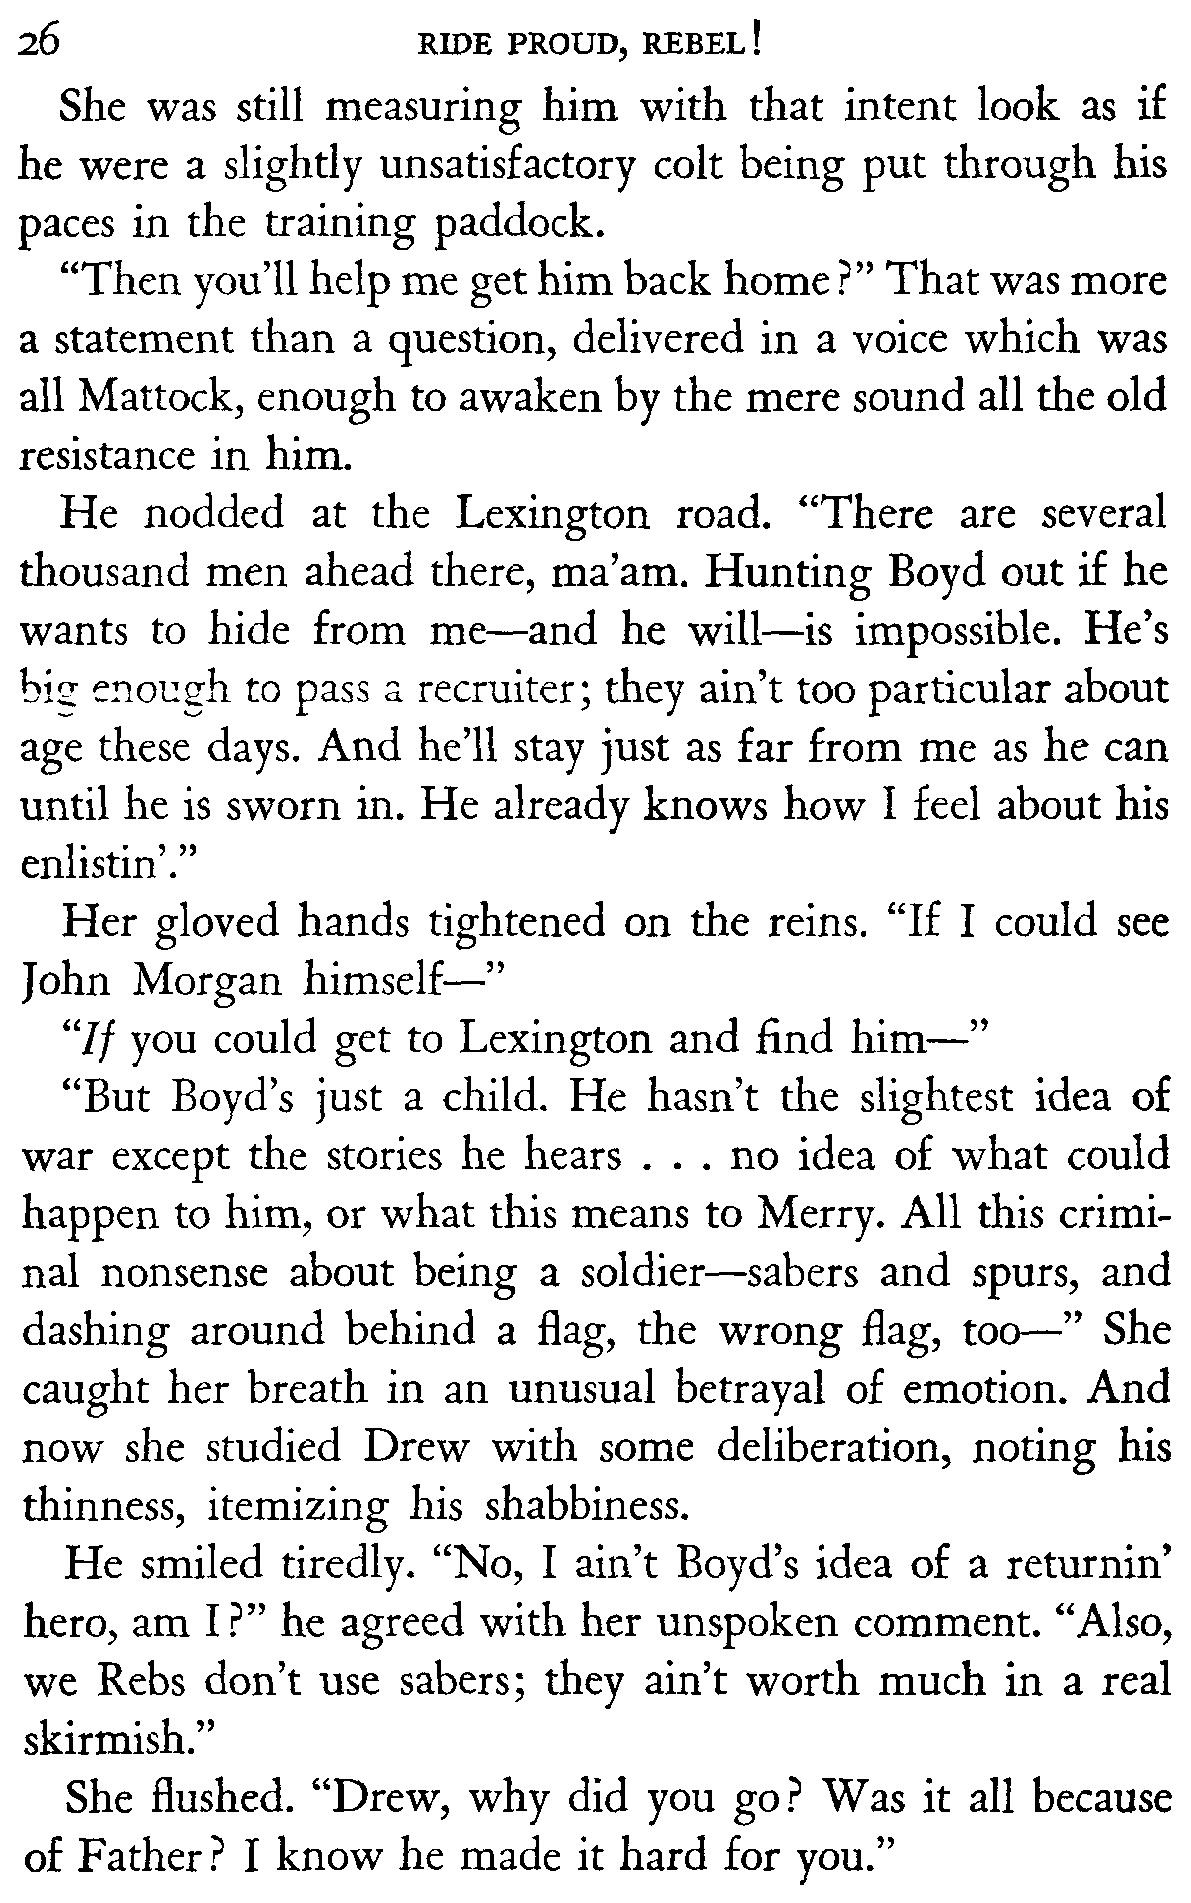 26 RIDE PROUD, REBEL!
She was still measuring him with that intent look as if
he were a slightly unsatisfactory colt being put through his
paces in the training paddock.
“Then you’ll help me get him back home?” That was more
a statement than a question, delivered in a voice which was
all Mattock, enough to awaken by the mere sound all the old
resistance in him.
He nodded at the Lexington road. “There are several
thousand men ahead there, ma’am. Hunting Boyd out if he
wants to hide from me—and he will—is impossible. He’s
big enough to pass a recruiter; they ain’t too particular about
age these days. And he’ll stay just as far from me as he can
until he is sworn in. He already knows how I feel about his
enlistin’.”
Her gloved hands tightened on the reins. “If I could see
John Morgan himself—”
“If you could get to Lexington and find him—”
“But Boyd’s just a child. He hasn’t the slightest idea of
war except the stories he hears . . . no idea of what could
happen to him, or what this means to Merry. All this crimi-
nal nonsense about being a soldier—sabers and spurs, and
dashing around behind a flag, the wrong flag, too—” She
caught her breath in an unusual betrayal of emotion. And
now she studied Drew with some deliberation, noting his
thinness, itemizing his shabbiness.
He smiled tiredly. “No, I ain’t Boyd’s idea of a returnin’
hero, am I?” he agreed with her unspoken comment. “Also,
we Rebs don’t use sabers; they ain’t worth much in a real
skirmish.”
She flushed. “Drew, why did you go? Was it all because
of Father? I know he made it hard for you.”